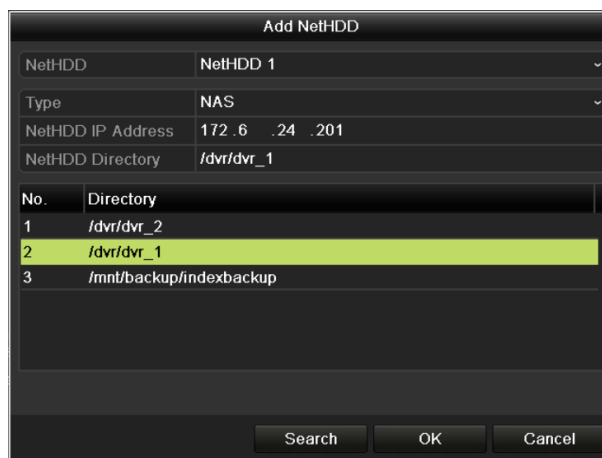 Add NetHDD
NetHDD NetHDD 1
Type NAS
NetHDD IP Address 172 .6 .24 .201
NetHDD Directory /dvr/dvr_1
No. Directory
1 /dvr/dvr_2
2 /dvr/dvr_1
3 /mnt/backup/indexbackup
Search OK Cancel